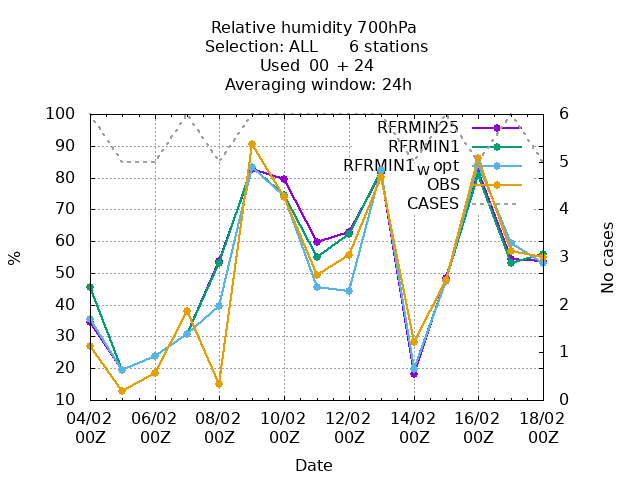 Relative humidity 700hPa
Selection: ALL 6 stations
Used 00 + 24
Averaging window: 24h
100 6
RFRMIN25
90 RFRMIN1
RFRMIN1w opt 5
80 OBS
CASES
70 4
60
% 50 3 No cases
40 2
30
20 1
10 0
04/02 06/02 08/02 10/02 12/02 14/02 16/02 18/02
00Z 00Z 00Z 00Z 00Z 00Z 00Z 00Z
Date